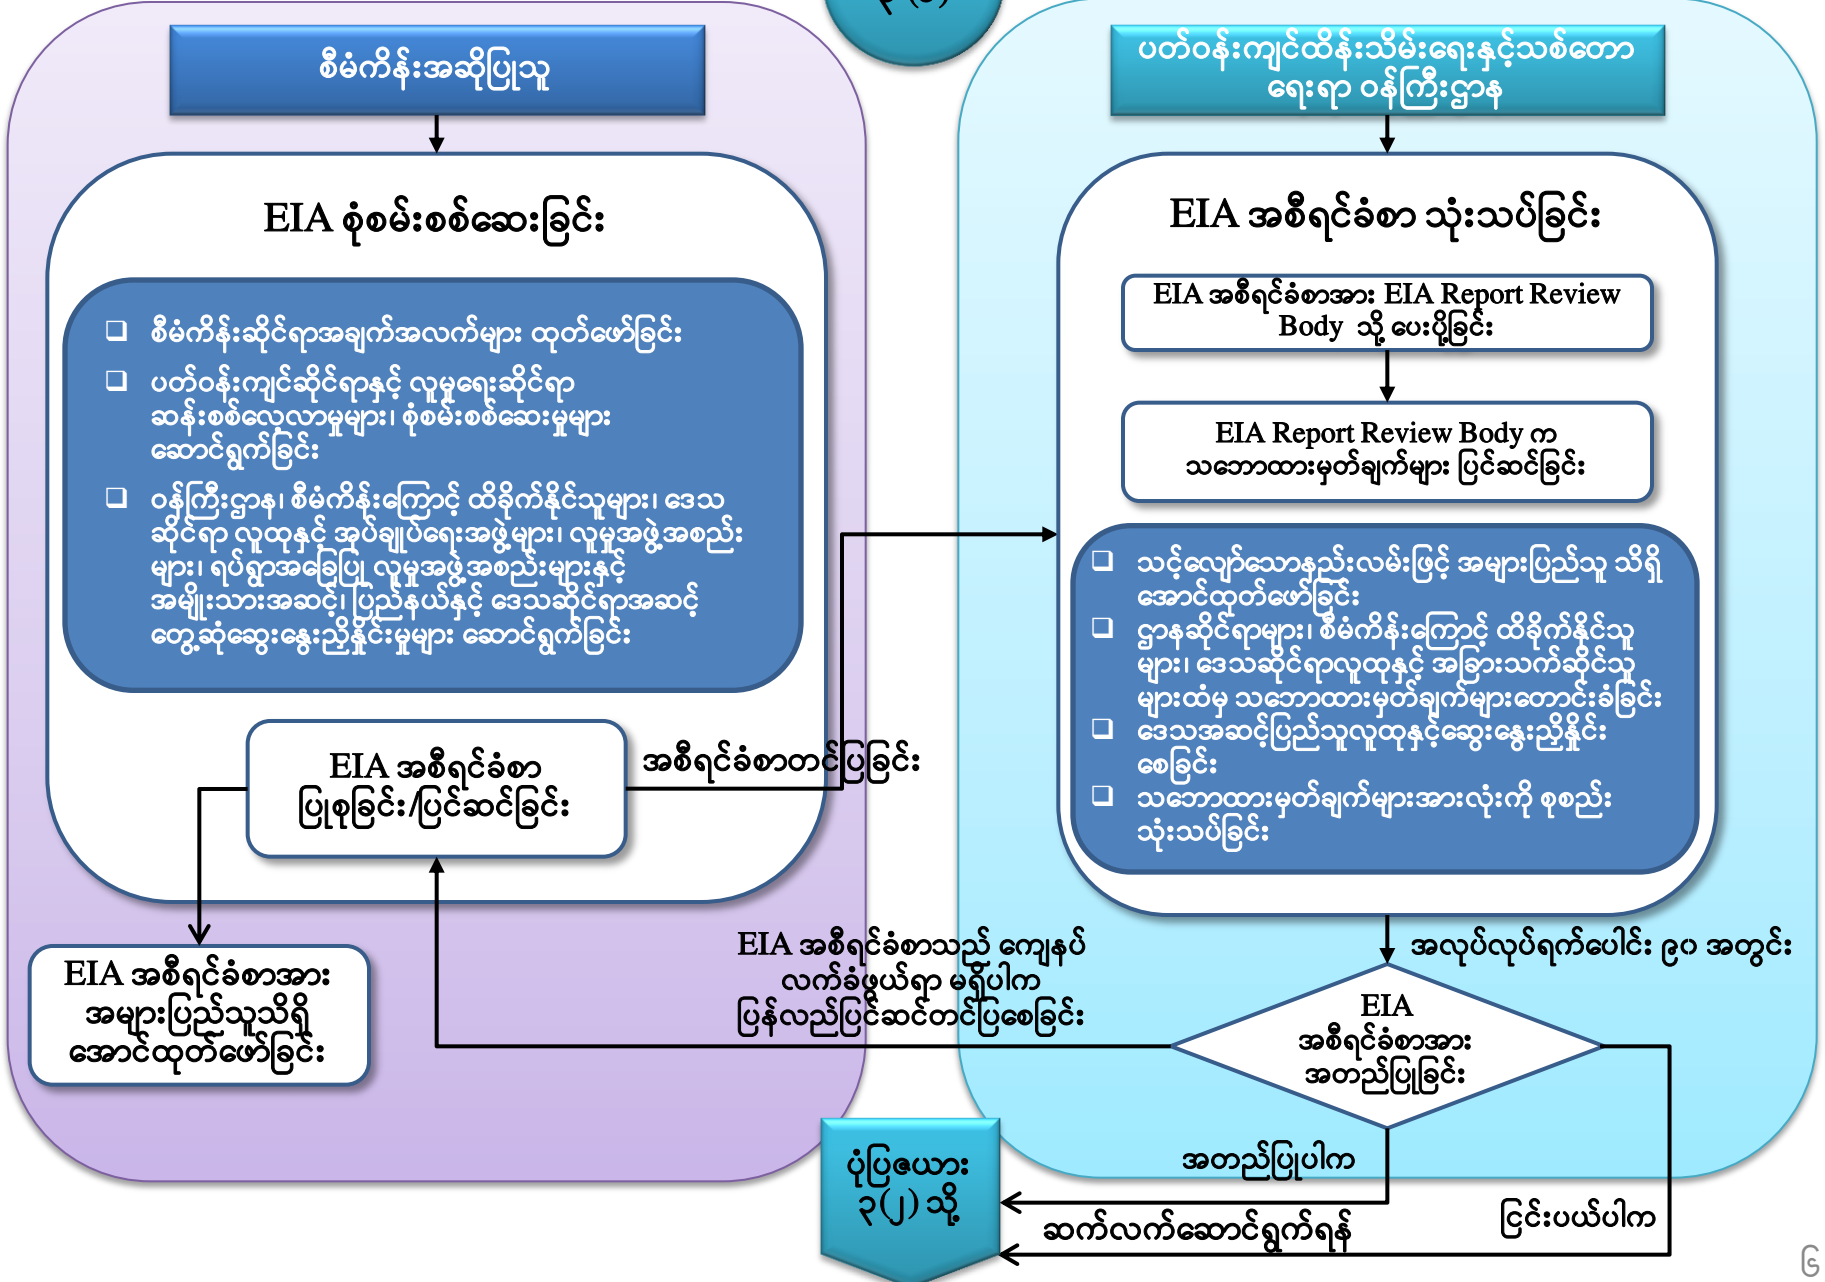 ၃(၁)
စီမံကိန်းအဆိုပြုသူ
EIA စုံစမ်းစစ်ဆေးခြင်း
❑ စီမံကိန်းဆိုင်ရာအချက်အလက်များ ထုတ်ဖော်ခြင်း
❑ ပတ်ဝန်းကျင်ဆိုင်ရာနှင့် လူမှုရေးဆိုင်ရာ
ဆန်းစစ်လေ့လာမှုများ၊ စုံစမ်းစစ်ဆေးမှုများ
ဆောင်ရွက်ခြင်း
❑ ဝန်ကြီးဌာန၊ စီမံကိန်းကြောင့် ထိခိုက်နိုင်သူများ၊ ဒေသ
ဆိုင်ရာ လူထုနှင့် အုပ်ချုပ်ရေးအဖွဲ့များ၊ လူမှုအဖွဲ့အစည်း
များ၊ ရပ်ရွာအခြေပြု လူမှုအဖွဲ့အစည်းများနှင့်
အမျိုးသားအဆင့်၊ ပြည်နယ်နှင့် ဒေသဆိုင်ရာအဆင့်
တွေ့ဆုံဆွေးနွေးညှိနှိုင်းမှုများ ဆောင်ရွက်ခြင်း
EIA အစီရင်ခံစာ
ပြုစုခြင်း/ပြင်ဆင်ခြင်း
အစီရင်ခံစာတင်ပြခြင်း
EIA အစီရင်ခံစာအား
အများပြည်သူသိရှိ
အောင်ထုတ်ဖော်ခြင်း
ပတ်ဝန်းကျင်ထိန်းသိမ်းရေးနှင့်သစ်တော
ရေးရာ ဝန်ကြီးဌာန
EIA အစီရင်ခံစာ သုံးသပ်ခြင်း
EIA အစီရင်ခံစာအား EIA Report Review
Body သို့ ပေးပို့ခြင်း
EIA Report Review Body က
သဘောထားမှတ်ချက်များ ပြင်ဆင်ခြင်း
❑ သင့်လျော်သောနည်းလမ်းဖြင့် အများပြည်သူ သိရှိ
အောင်ထုတ်ဖော်ခြင်း
❑ ဌာနဆိုင်ရာများ၊ စီမံကိန်းကြောင့် ထိခိုက်နိုင်သူ
များ၊ ဒေသဆိုင်ရာလူထုနှင့် အခြားသက်ဆိုင်သူ
များထံမှ သဘောထားမှတ်ချက်များတောင်းခံခြင်း
❑ ဒေသအဆင့်ပြည်သူလူထုနှင့်ဆွေးနွေးညှိနှိုင်း
စေခြင်း
❑ သဘောထားမှတ်ချက်များအားလုံးကို စုစည်း
သုံးသပ်ခြင်း
အလုပ်လုပ်ရက်ပေါင်း ၉၀ အတွင်း
EIA အစီရင်ခံစာသည် ကျေနပ်
လက်ခံဖွယ်ရာ မရှိပါက
ပြန်လည်ပြင်ဆင်တင်ပြစေခြင်း
EIA
အစီရင်ခံစာအား
အတည်ပြုခြင်း
အတည်ပြုပါက
ငြင်းပယ်ပါက
ဆက်လက်ဆောင်ရွက်ရန်
ပုံပြဇယား
၃(၂) သို့
၆